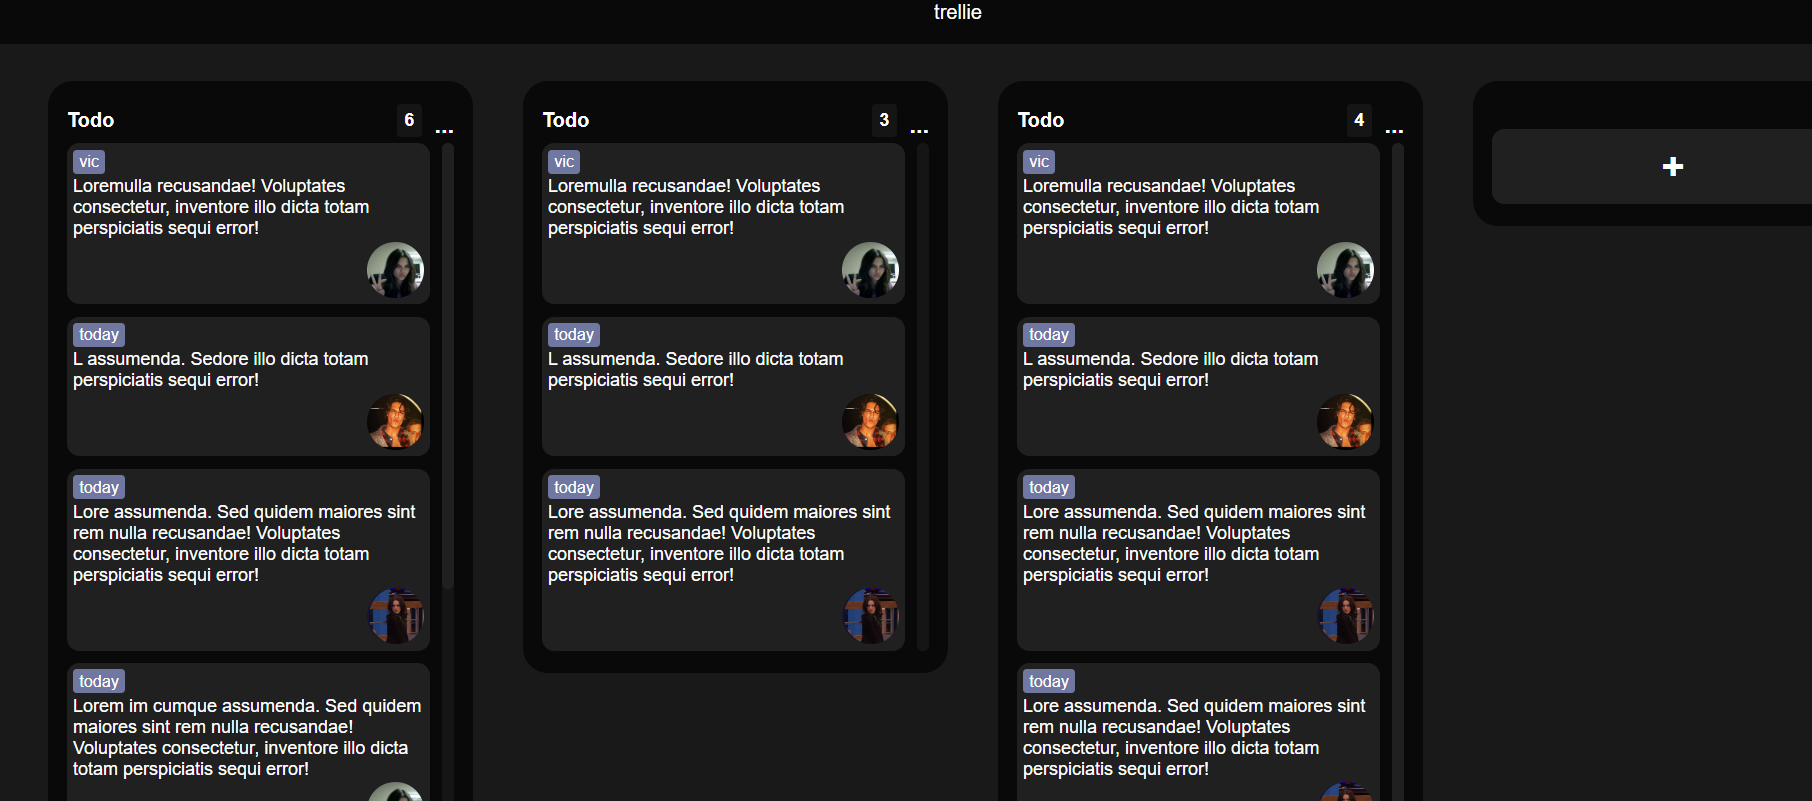 trellie
Todo 6 ...
vic
Loremulla recusandae! Voluptates
consectetur, inventore illo dicta totam
perspiciatis sequi error!
today
L assumenda. Sedore illo dicta totam
perspiciatis sequi error!
today
Lore assumenda. Sed quidem maiores sint
rem nulla recusandae! Voluptates
consectetur, inventore illo dicta totam
perspiciatis sequi error!
today
Lorem im cumque assumenda. Sed quidem
maiores sint rem nulla recusandae!
Voluptates consectetur, inventore illo dicta
totam perspiciatis sequi error!
Todo 3 ...
vic
Loremulla recusandae! Voluptates
consectetur, inventore illo dicta totam
perspiciatis sequi error!
today
L assumenda. Sedore illo dicta totam
perspiciatis sequi error!
today
Lore assumenda. Sed quidem maiores sint
rem nulla recusandae! Voluptates
consectetur, inventore illo dicta totam
perspiciatis sequi error!
Todo 4 ...
vic
Loremulla recusandae! Voluptates
consectetur, inventore illo dicta totam
perspiciatis sequi error!
today
L assumenda. Sedore illo dicta totam
perspiciatis sequi error!
today
Lore assumenda. Sed quidem maiores sint
rem nulla recusandae! Voluptates
consectetur, inventore illo dicta totam
perspiciatis sequi error!
today
Lore assumenda. Sed quidem maiores sint
rem nulla recusandae! Voluptates
consectetur, inventore illo dicta totam
perspiciatis sequi error!
+